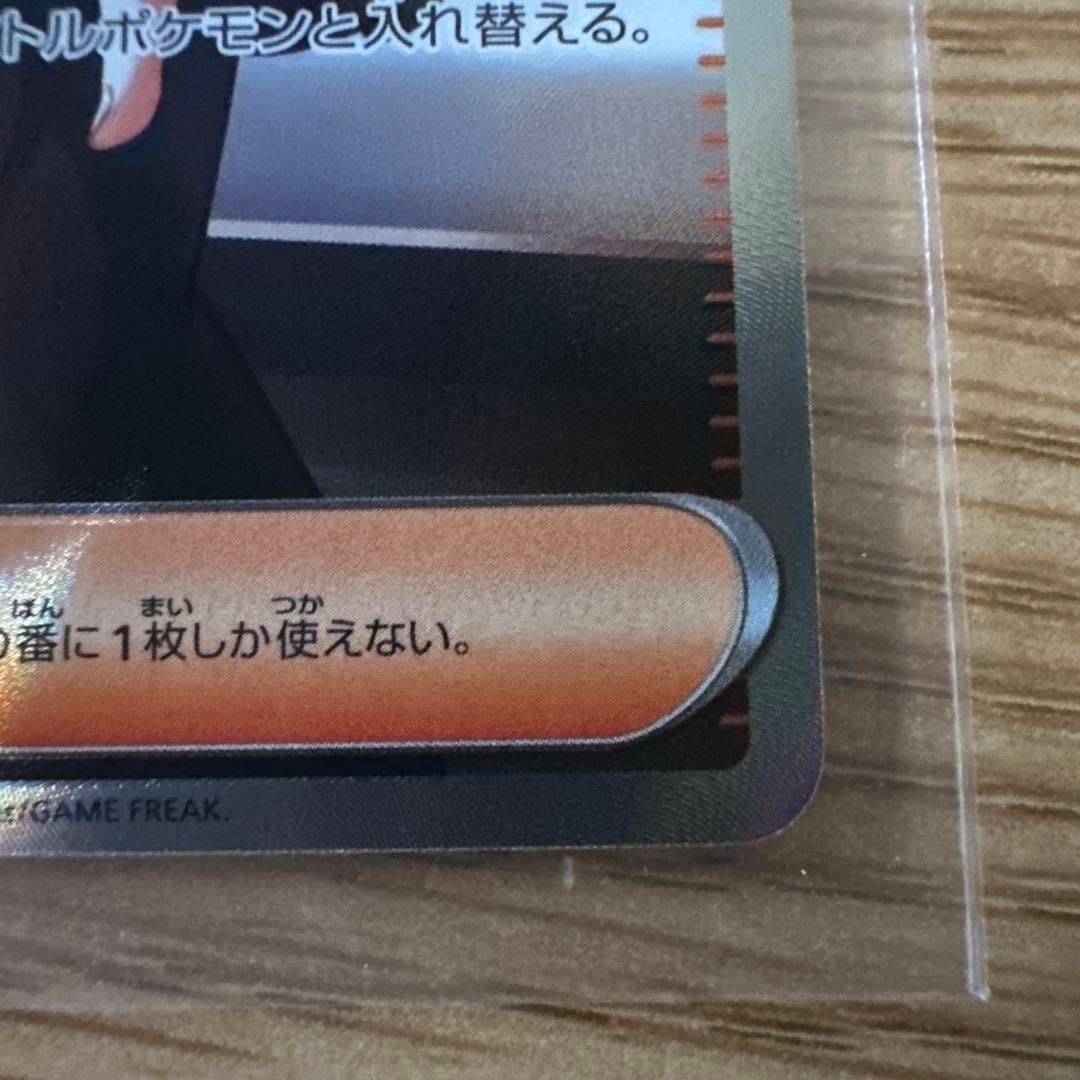 トルポケモンと入れ替える。
ばん まい つか
の番に1枚しか使えない。
/GAME FREAK.